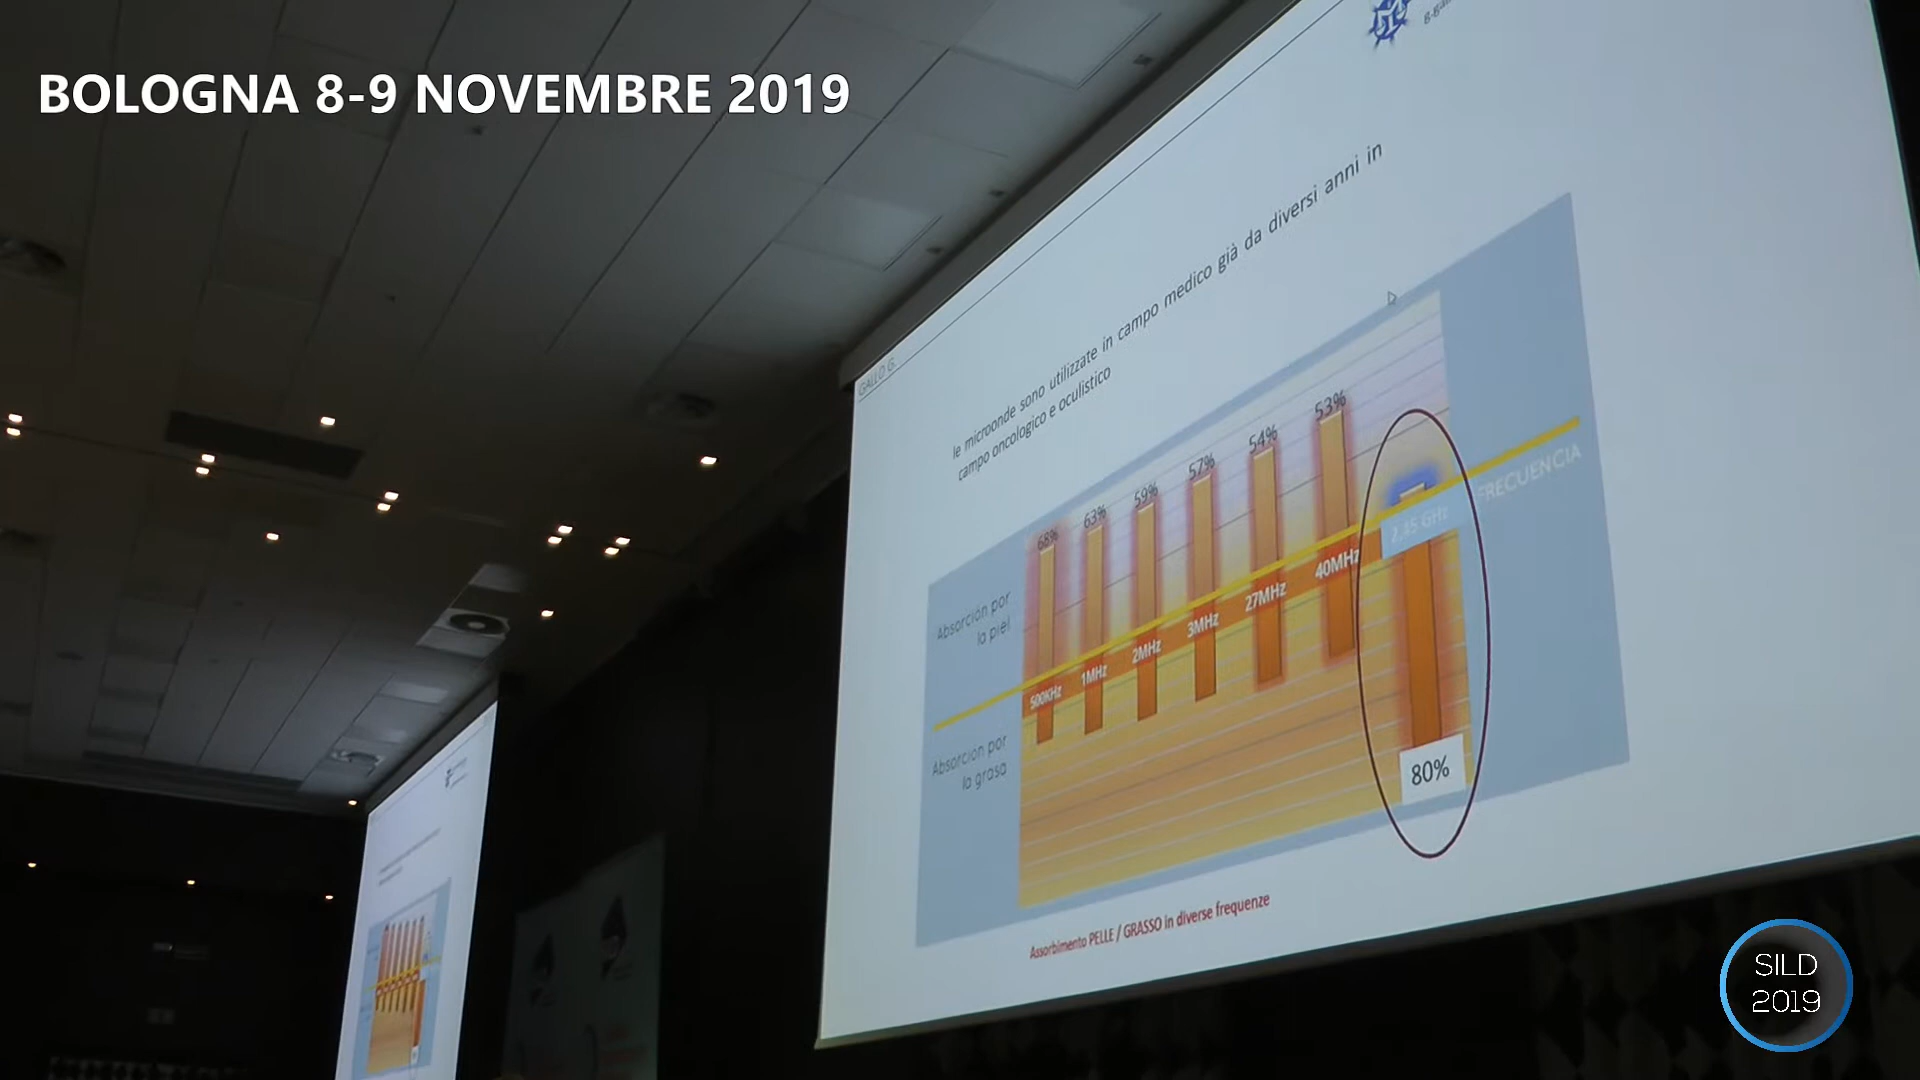 BOLOGNA 8-9 NOVEMBRE 2019
GALLO G.
le microonde sono utilizzate in campo medico già da diversi anni in
campo oncologico e oculistico
68%
63%
59%
57%
54%
53%
Absorción por
la piel
500KHz
1MHz
2MHz
3MHz
27MHz
40MHz
2,45 GHz
FRECUENCIA
Absorción por
la grasa
80%
Assorbimento PELLE / GRASSO in diverse frequenze
SILD
2019